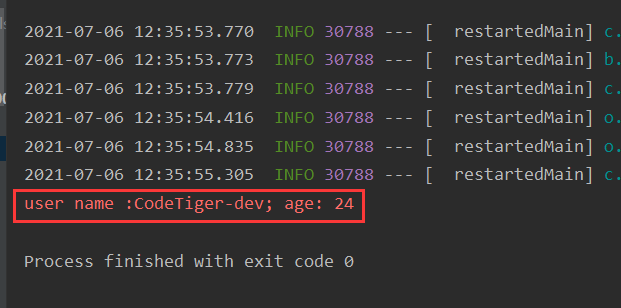 2021-07-06 12:35:53.770  INFO 30788 --- [  restartedMain] c.
2021-07-06 12:35:53.773  INFO 30788 --- [  restartedMain] b.
2021-07-06 12:35:53.779  INFO 30788 --- [  restartedMain] c.
2021-07-06 12:35:54.416  INFO 30788 --- [  restartedMain] o.
2021-07-06 12:35:54.835  INFO 30788 --- [  restartedMain] o.
2021-07-06 12:35:55.305  INFO 30788 --- [  restartedMain] c.
user name :CodeTiger-dev; age: 24
Process finished with exit code 0